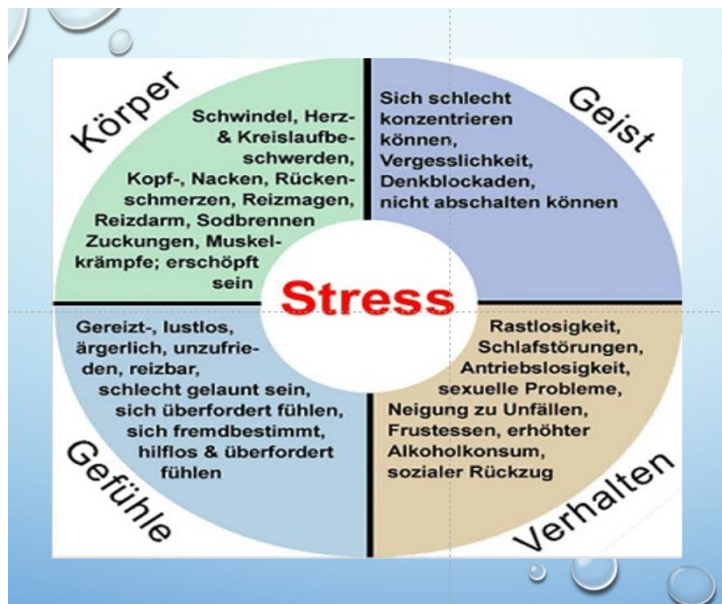 Körper
Schwindel, Herz-
& Kreislaufbe-
schwerden,
Kopf-, Nacken, Rücken-
schmerzen, Reizmagen,
Reizdarm, Sodbrennen
Zuckungen, Muskel-
krämpfe; erschöpft
sein
Geist
Sich schlecht
konzentrieren
können,
Vergesslichkeit,
Denkblockaden,
nicht abschalten können
Stress
Gefühle
Gereizt-, lustlos,
ärgerlich, unzufrie-
den, reizbar,
schlecht gelaunt sein,
sich überfordert fühlen,
sich fremdbestimmt,
hilflos & überfordert
fühlen
Verhalten
Rastlosigkeit,
Schlafstörungen,
Antriebslosigkeit,
sexuelle Probleme,
Neigung zu Unfällen,
Frustessen, erhöhter
Alkoholkonsum,
sozialer Rückzug